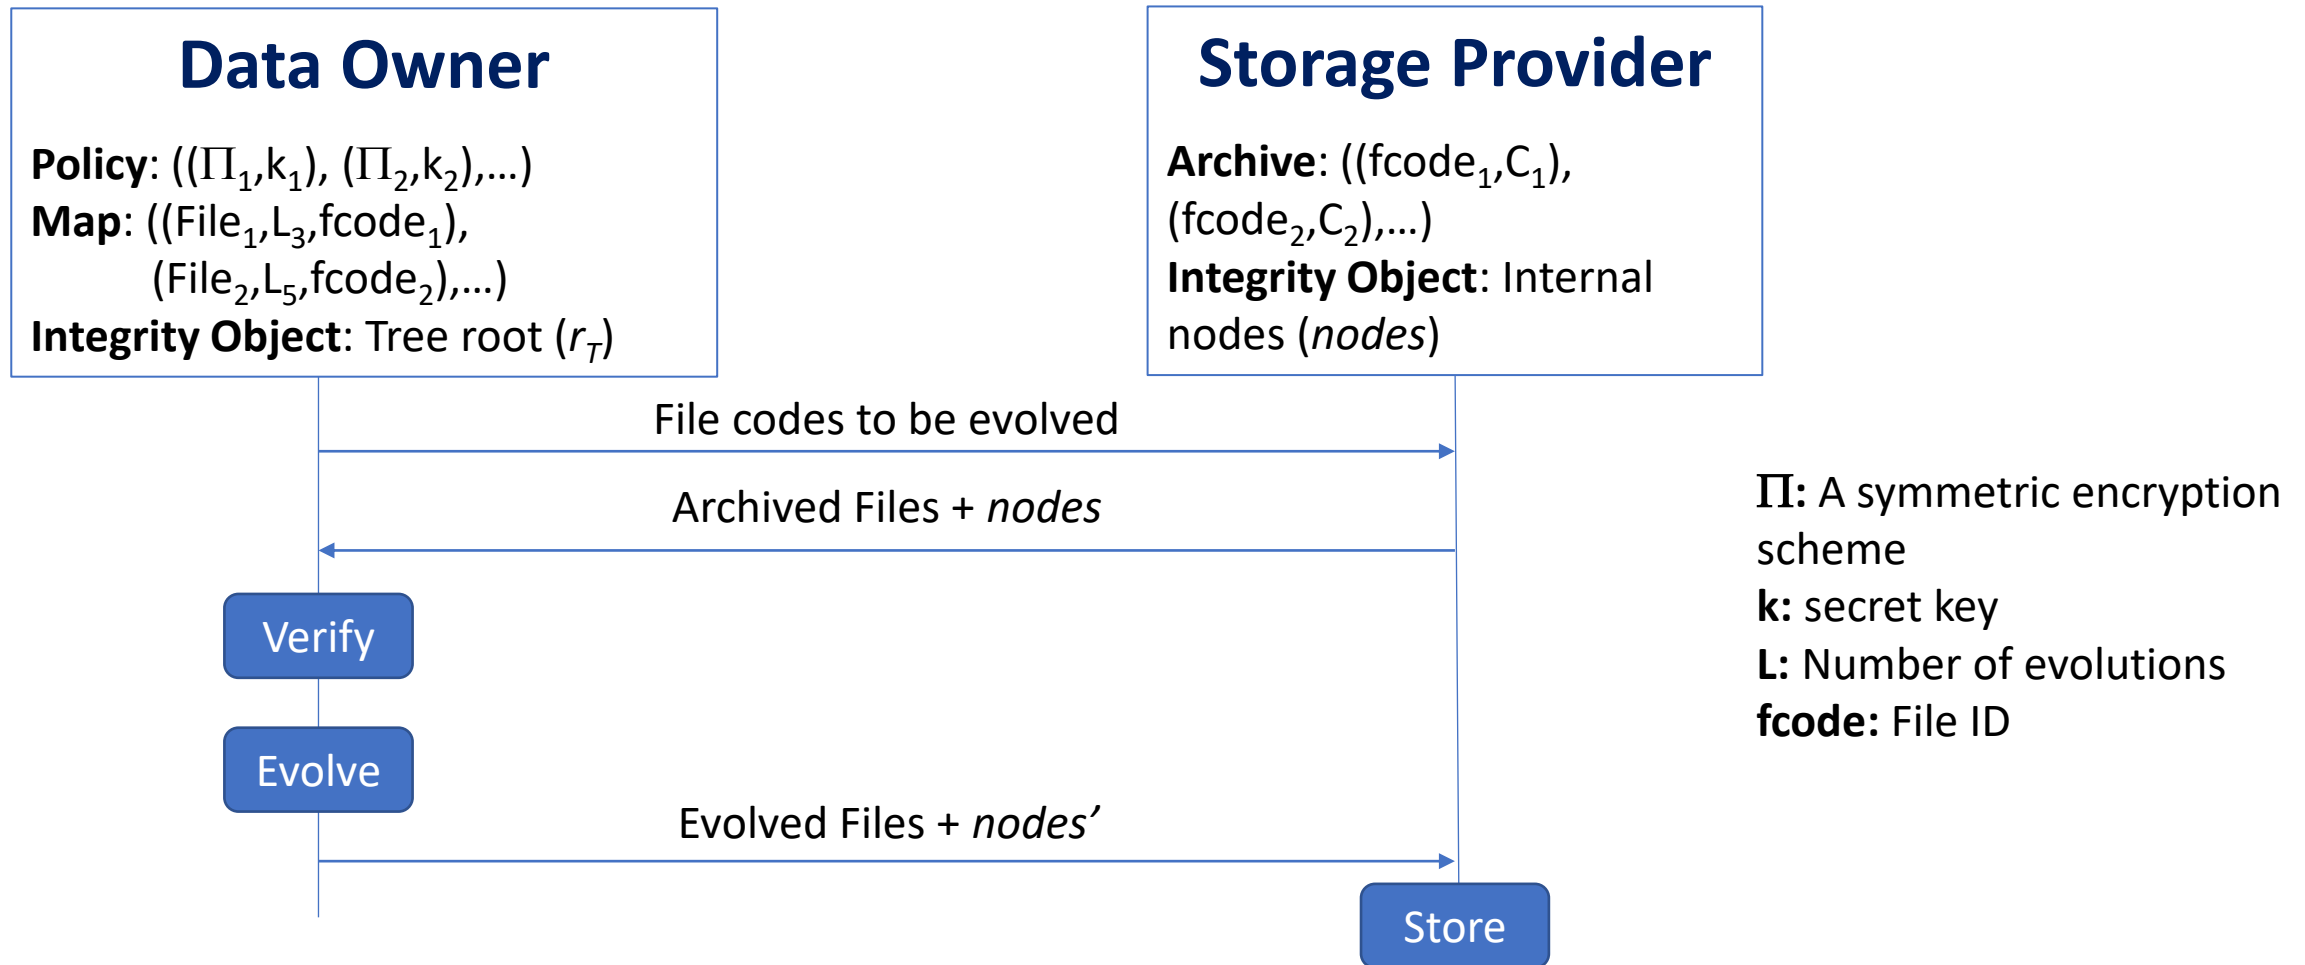 Data Owner
Policy: ((Π₁,k₁), (Π₂,k₂),...)
Map: ((File₁,L₃,fcode₁),
(File₂,L₅,fcode₂),...)
Integrity Object: Tree root (r_T)
Storage Provider
Archive: ((fcode₁,C₁),
(fcode₂,C₂),...)
Integrity Object: Internal
nodes (nodes)
File codes to be evolved
Archived Files + nodes
Verify
Evolve
Evolved Files + nodes’
Store
Π: A symmetric encryption
scheme
k: secret key
L: Number of evolutions
fcode: File ID